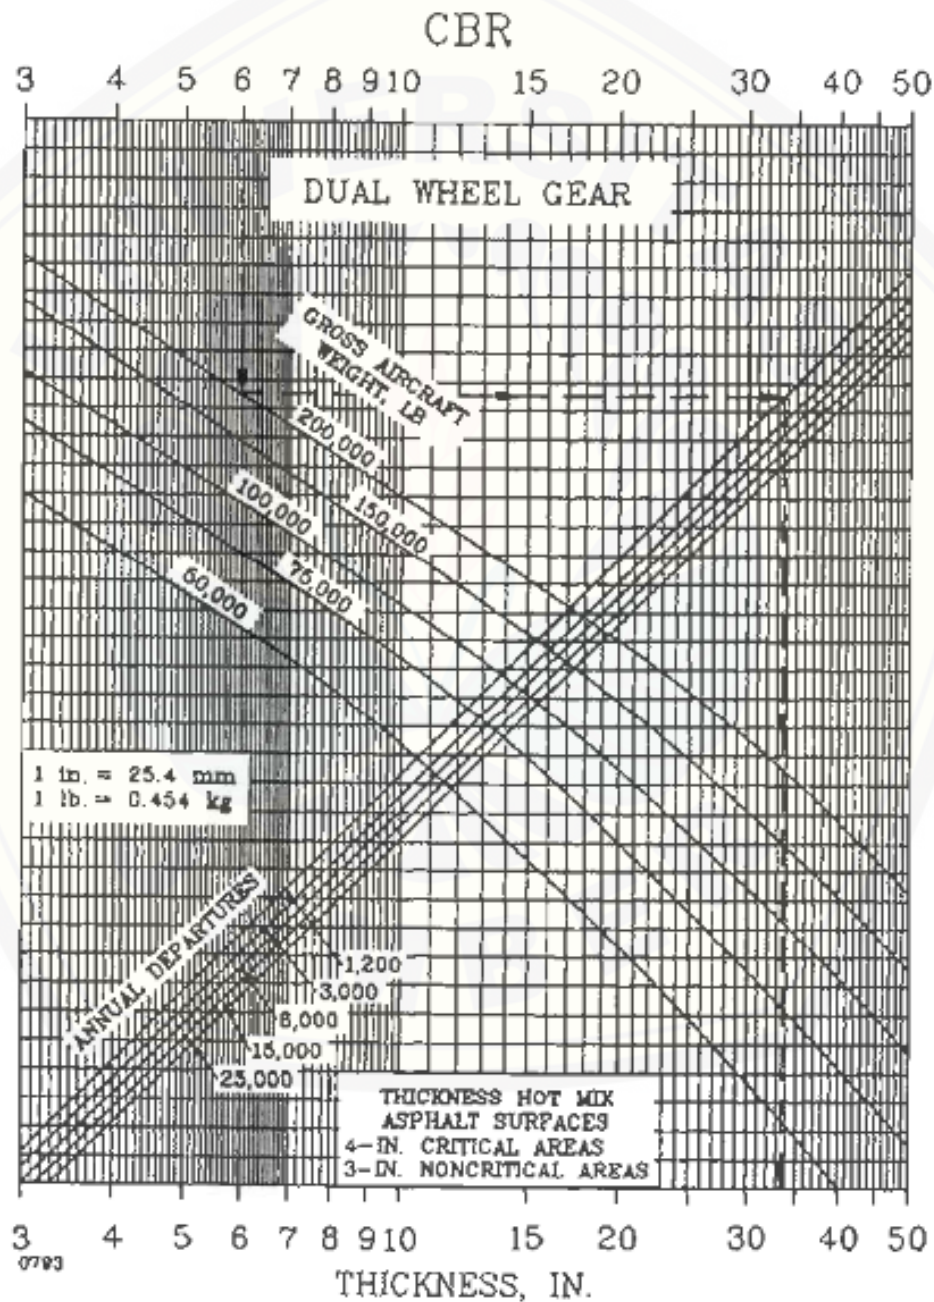 CBR
3 4 5 6 7 8 9 10 15 20 30 40 50
DUAL WHEEL GEAR
GROSS AIRCRAFT
WEIGHT, LB
200,000
150,000
100,000
75,000
50,000
1 in. = 25.4 mm
1 lb. = 0.454 kg
ANNUAL DEPARTURES
1,200
3,000
6,000
15,000
25,000
THICKNESS HOT MIX
ASPHALT SURFACES
4-IN. CRITICAL AREAS
3-IN. NONCRITICAL AREAS
3 4 5 6 7 8 9 10 15 20 30 40 50
0793
THICKNESS, IN.